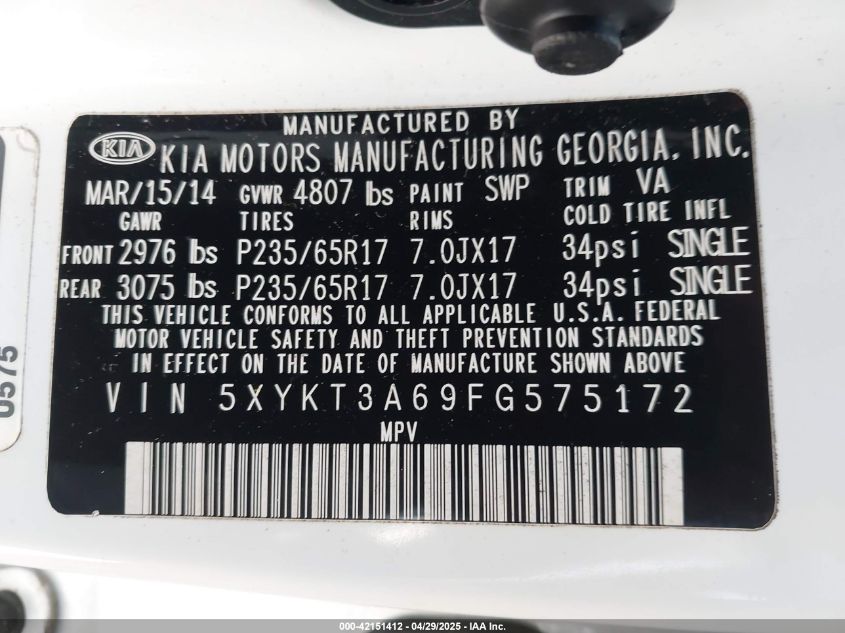 MANUFACTURED BY
KIA KIA MOTORS MANUFACTURING GEORGIA, INC.
MAR/15/14 GVWR 4807 lbs PAINT SWP TRIM VA
GAWR TIRES RIMS COLD TIRE INFL
FRONT 2976 lbs P235/65R17 7.0JX17 34psi SINGLE
REAR 3075 lbs P235/65R17 7.0JX17 34psi SINGLE
THIS VEHICLE CONFORMS TO ALL APPLICABLE U.S.A. FEDERAL
MOTOR VEHICLE SAFETY AND THEFT PREVENTION STANDARDS
IN EFFECT ON THE DATE OF MANUFACTURE SHOWN ABOVE
VIN 5XYKT3A69FG575172
MPV
0575
000-42151412 - 04/29/2025 - IAA Inc.